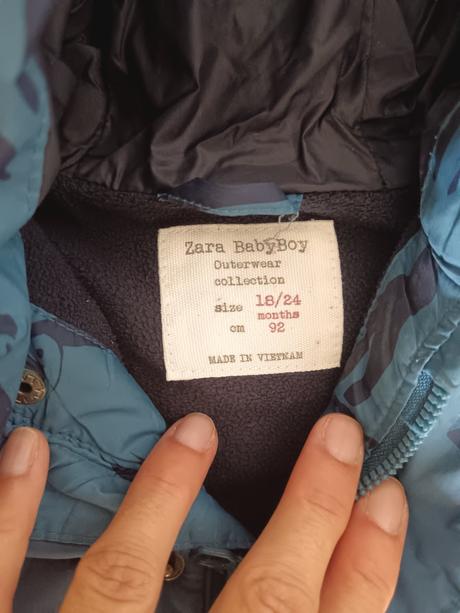 Zara BabyBoy
Outerwear
collection
size 18/24
months
cm 92
MADE IN VIETNAM